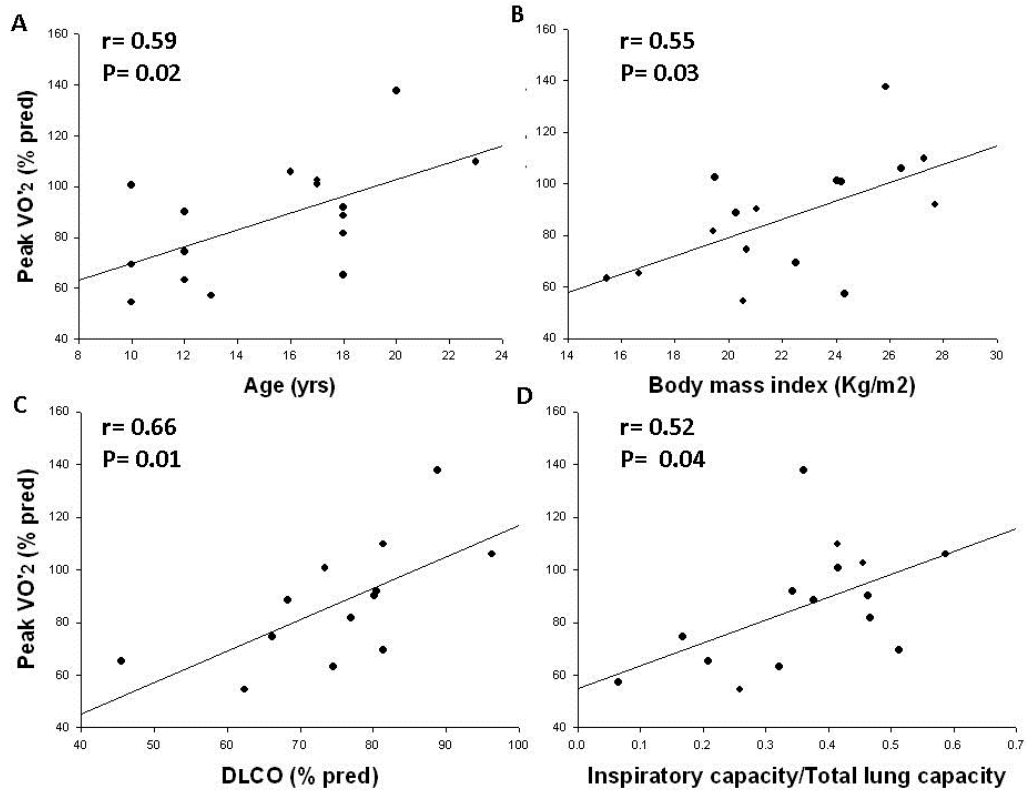 A
r= 0.59
P= 0.02
Peak VO'2 (% pred)
160
140
120
100
80
60
40
8 10 12 14 16 18 20 22 24
Age (yrs)
B
r= 0.55
P= 0.03
160
140
120
100
80
60
40
14 16 18 20 22 24 26 28 30
Body mass index (Kg/m2)
C
r= 0.66
P= 0.01
Peak VO'2 (% pred)
160
140
120
100
80
60
40
40 50 60 70 80 90 100
DLCO (% pred)
D
r= 0.52
P= 0.04
160
140
120
100
80
60
40
0.0 0.1 0.2 0.3 0.4 0.5 0.6 0.7
Inspiratory capacity/Total lung capacity